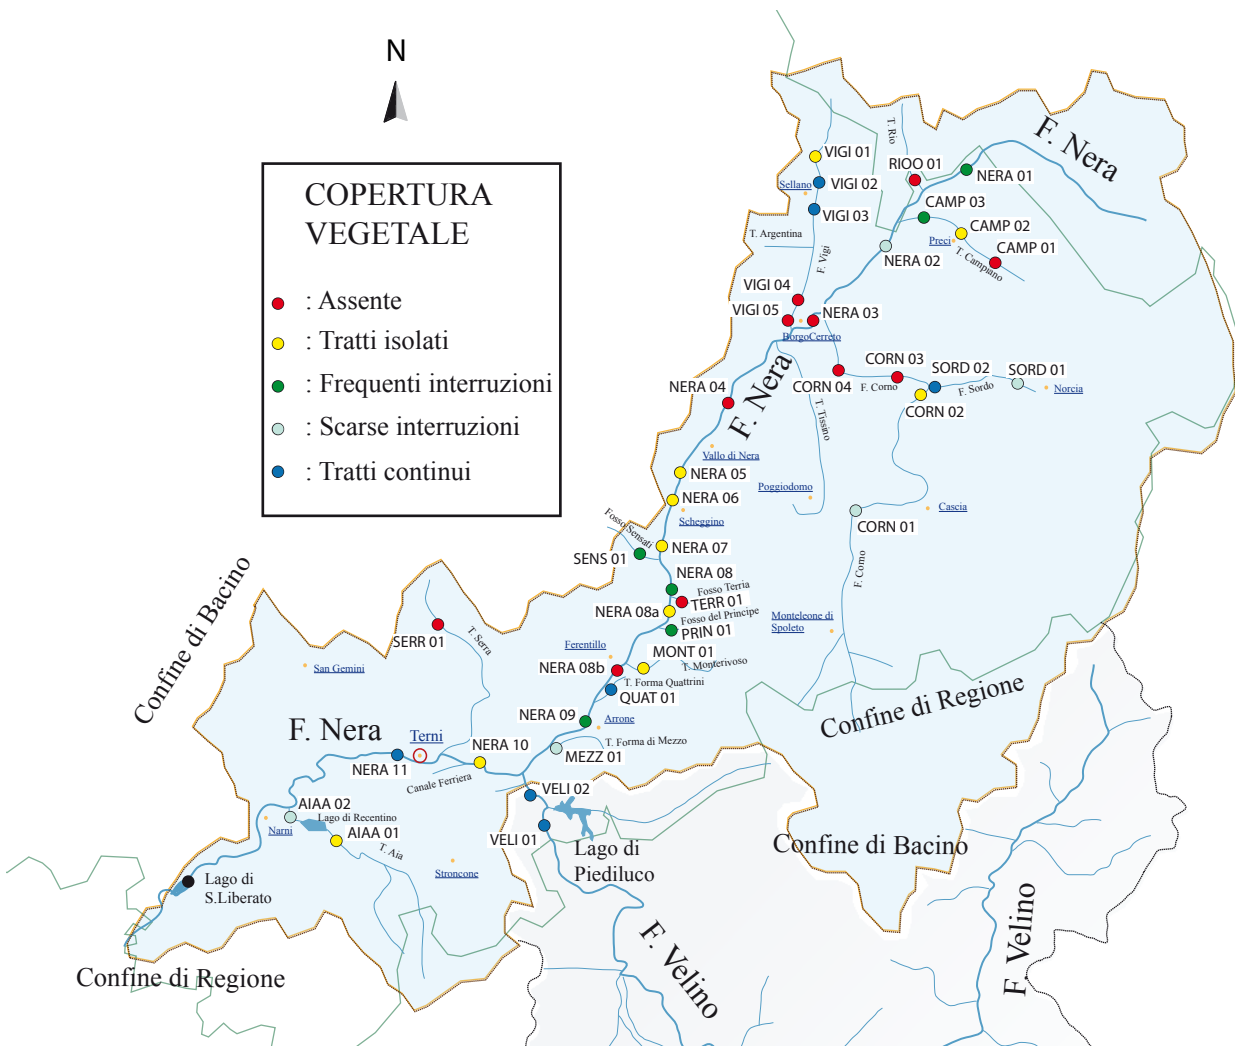 N
COPERTURA
VEGETALE
: Assente
: Tratti isolati
: Frequenti interruzioni
: Scarse interruzioni
: Tratti continui
F. Nera
T. Rio
VIGI 01
RIOO 01
NERA 01
Sellano
VIGI 02
CAMP 03
VIGI 03
CAMP 02
T. Argentina
Preci
CAMP 01
NERA 02
T. Campiano
F. Vigi
VIGI 04
VIGI 05
NERA 03
BorgoCerreto
CORN 03
SORD 02
SORD 01
NERA 04
F. Nera
CORN 04
F. Corno
F. Sordo
Norcia
CORN 02
T. Tissino
Vallo di Nera
NERA 05
Poggiodomo
NERA 06
Scheggino
Cascia
Fosso Sensati
CORN 01
NERA 07
SENS 01
F. Corno
NERA 08
Fosso Terria
TERR 01
NERA 08a
Fosso del Principe
PRIN 01
Monteleone di
Spoleto
Confine di Bacino
SERR 01
T. Serra
Ferentillo
MONT 01
San Gemini
NERA 08b
T. Monterivoso
T. Forma Quattrini
QUAT 01
Confine di Regione
NERA 09
Arrone
F. Nera
Terni
NERA 10
T. Forma di Mezzo
MEZZ 01
NERA 11
Canale Ferriera
VELI 02
AIAA 02
Lago di Recentino
Narni
AIAA 01
VELI 01
T. Aia
Lago di
Piediluco
Confine di Bacino
Stroncone
Lago di
S.Liberato
F. Velino
F. Velino
Confine di Regione